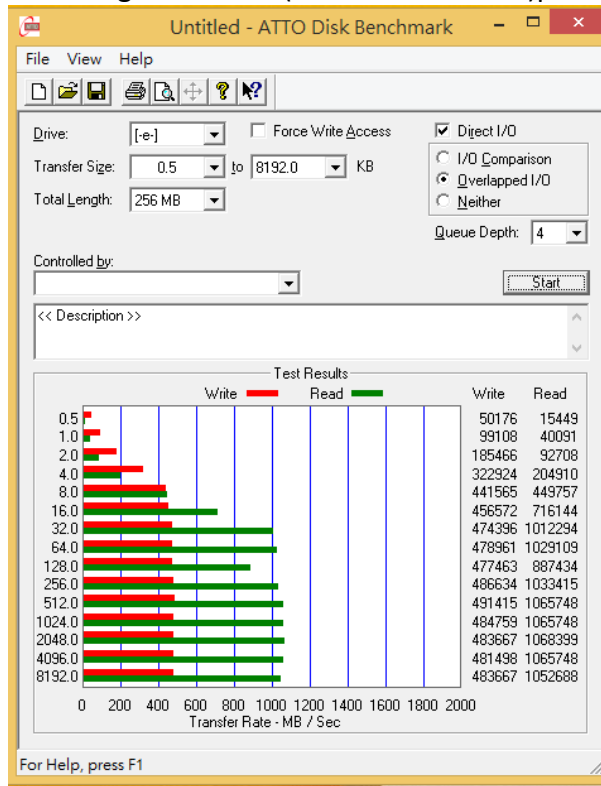 Untitled - ATTO Disk Benchmark
File View Help
Drive: [-e-] Force Write Access Direct I/O
Transfer Size: 0.5 to 8192.0 KB I/O Comparison
Overlapped I/O
Total Length: 256 MB Neither
Queue Depth: 4
Controlled by:
Start
<< Description >>
Test Results
Write Read Write Read
0.5 50176 15449
1.0 99108 40091
2.0 185466 92708
4.0 322924 204910
8.0 441565 449757
16.0 456572 716144
32.0 474396 1012294
64.0 478961 1029109
128.0 477463 887434
256.0 486634 1033415
512.0 491415 1065748
1024.0 484759 1065748
2048.0 483667 1068399
4096.0 481498 1065748
8192.0 483667 1052688
0 200 400 600 800 1000 1200 1400 1600 1800 2000
Transfer Rate - MB / Sec
For Help, press F1